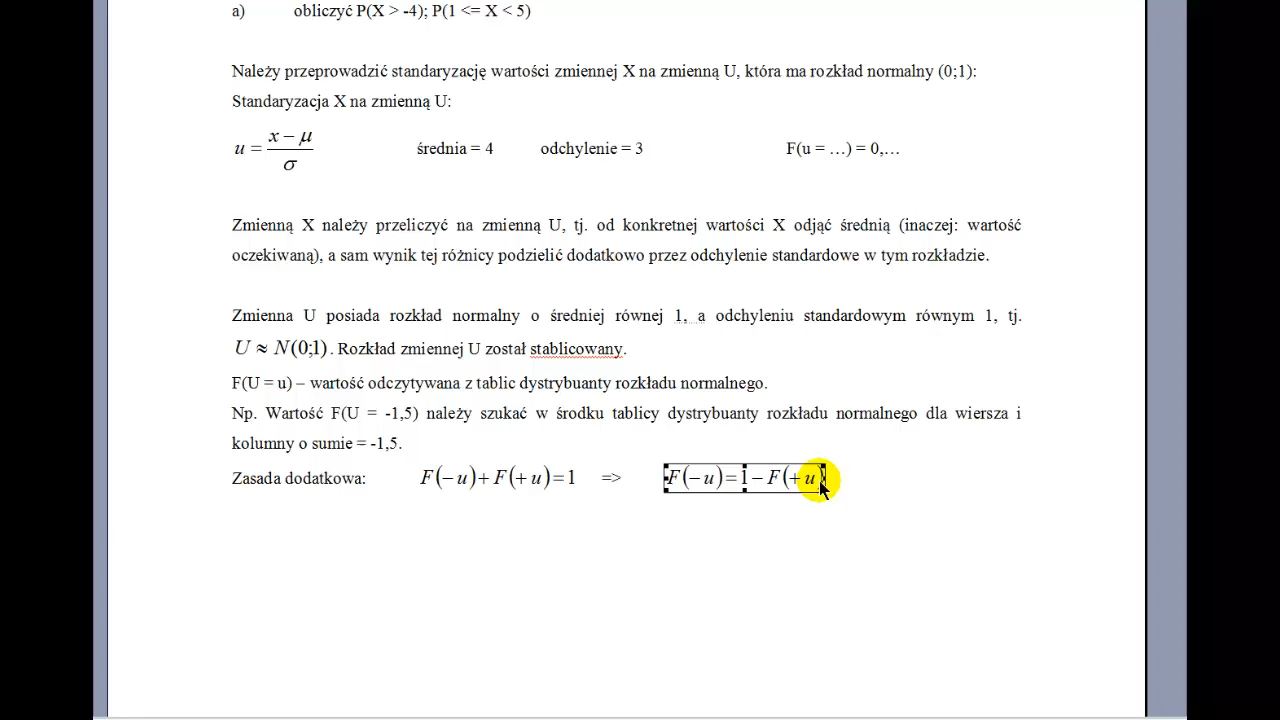 a) obliczyć P(X > -4); P(1 <= X < 5)
Należy przeprowadzić standaryzację wartości zmiennej X na zmienną U, która ma rozkład normalny (0;1):
Standaryzacja X na zmienną U:
u = (x − μ) / σ średnia = 4 odchylenie = 3 F(u = …) = 0,…
Zmienną X należy przeliczyć na zmienną U, tj. od konkretnej wartości X odjąć średnią (inaczej: wartość
oczekiwaną), a sam wynik tej różnicy podzielić dodatkowo przez odchylenie standardowe w tym rozkładzie.
Zmienna U posiada rozkład normalny o średniej równej 1, a odchyleniu standardowym równym 1, tj.
U ≈ N(0;1). Rozkład zmiennej U został stablicowany.
F(U = u) – wartość odczytywana z tablic dystrybuanty rozkładu normalnego.
Np. Wartość F(U = -1,5) należy szukać w środku tablicy dystrybuanty rozkładu normalnego dla wiersza i
kolumny o sumie = -1,5.
Zasada dodatkowa: F(− u)+ F(+ u)=1 => F(− u)=1− F(+ u)